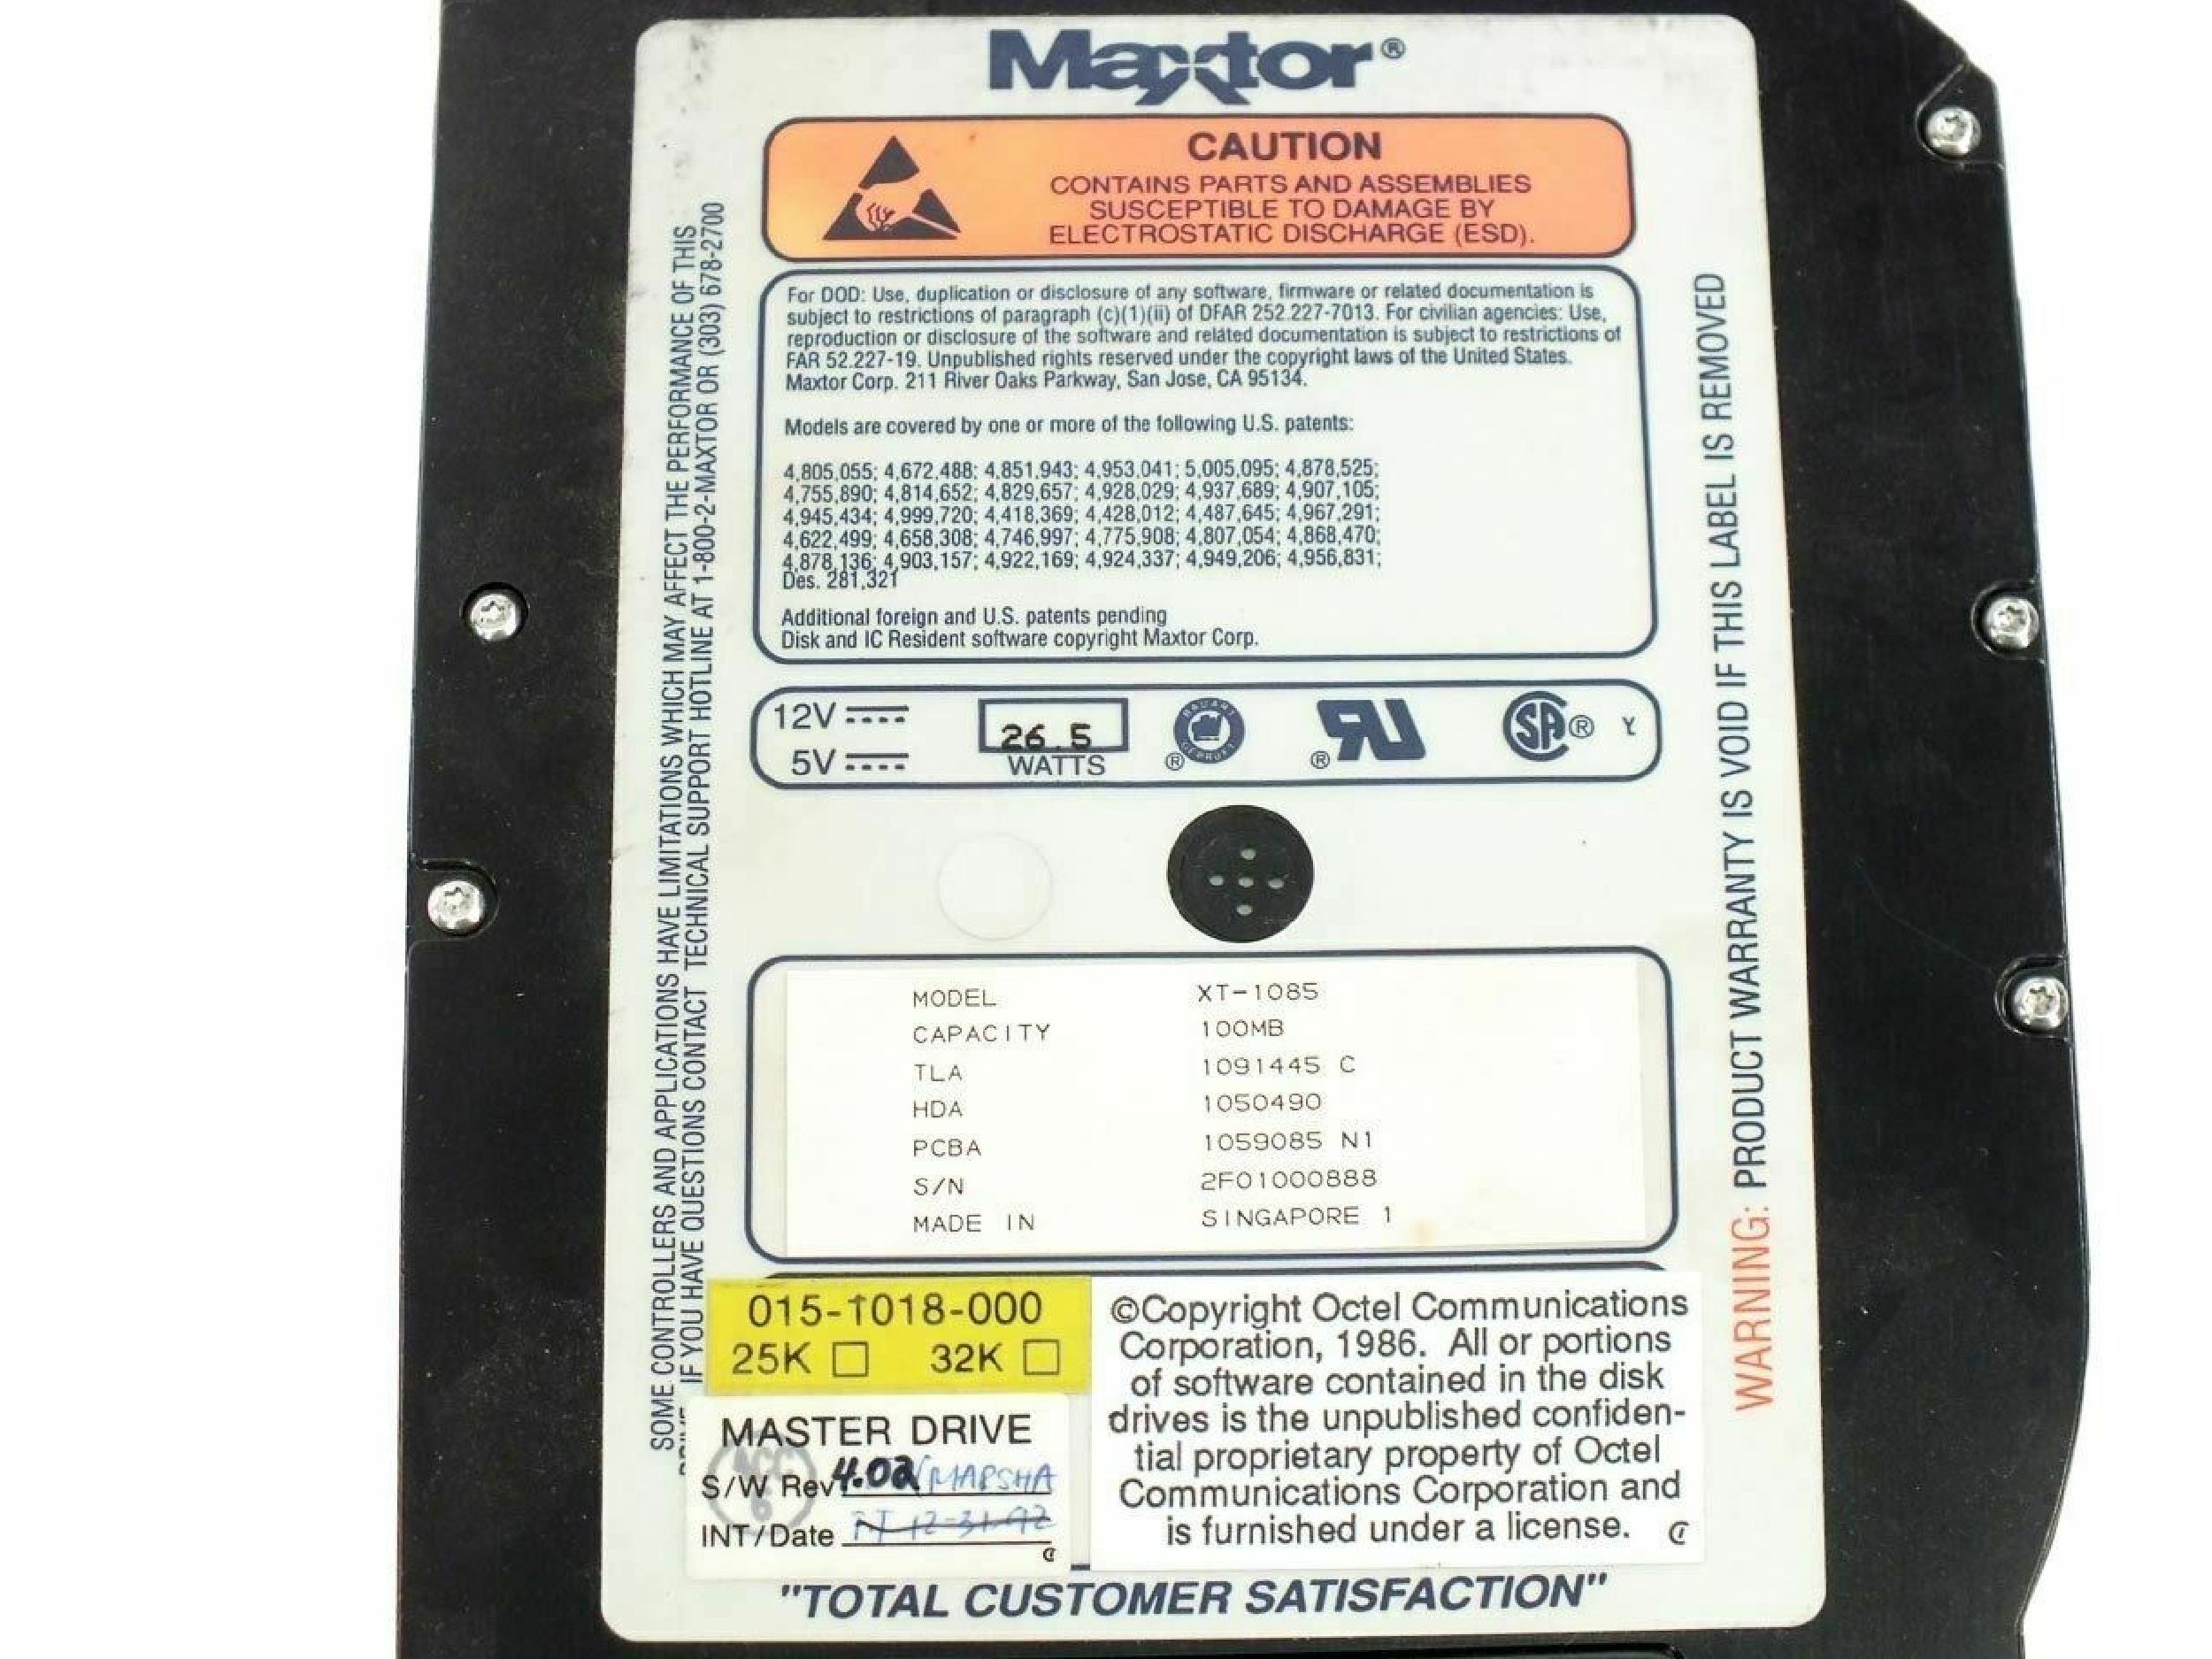 Maxtor®
CAUTION
CONTAINS PARTS AND ASSEMBLIES
SUSCEPTIBLE TO DAMAGE BY
ELECTROSTATIC DISCHARGE (ESD).
For DOD: Use, duplication or disclosure of any software, firmware or related documentation is
subject to restrictions of paragraph (c)(1)(ii) of DFAR 252.227-7013. For civilian agencies: Use,
reproduction or disclosure of the software and related documentation is subject to restrictions of
FAR 52.227-19. Unpublished rights reserved under the copyright laws of the United States.
Maxtor Corp. 211 River Oaks Parkway, San Jose, CA 95134.
Models are covered by one or more of the following U.S. patents:
4,805,055; 4,672,488; 4,851,943; 4,953,041; 5,005,095; 4,878,525;
4,755,890; 4,814,652; 4,829,657; 4,928,029; 4,937,689; 4,907,105;
4,945,434; 4,999,720; 4,418,369; 4,428,012; 4,487,645; 4,967,291;
4,622,499; 4,658,308; 4,746,997; 4,775,908; 4,807,054; 4,868,470;
4,878,136; 4,903,157; 4,922,169; 4,924,337; 4,949,206; 4,956,831;
Des. 281,321
Additional foreign and U.S. patents pending
Disk and IC Resident software copyright Maxtor Corp.
12V
5V
26.5
WATTS
® ® SA® Y
MODEL XT-1085
CAPACITY 100MB
TLA 1091445 C
HDA 1050490
PCBA 1059085 N1
S/N 2F01000888
MADE IN SINGAPORE 1
015-1018-000
25K 32K
MASTER DRIVE
S/W Rev 4.02 MARSHA
INT/Date 12-31-92
©Copyright Octel Communications
Corporation, 1986. All or portions
of software contained in the disk
drives is the unpublished confiden-
tial proprietary property of Octel
Communications Corporation and
is furnished under a license.
"TOTAL CUSTOMER SATISFACTION"
SOME CONTROLLERS AND APPLICATIONS HAVE LIMITATIONS WHICH MAY AFFECT THE PERFORMANCE OF THIS
IF YOU HAVE QUESTIONS CONTACT TECHNICAL SUPPORT HOTLINE AT 1-800-2-MAXTOR OR (303) 678-2700
WARNING: PRODUCT WARRANTY IS VOID IF THIS LABEL IS REMOVED